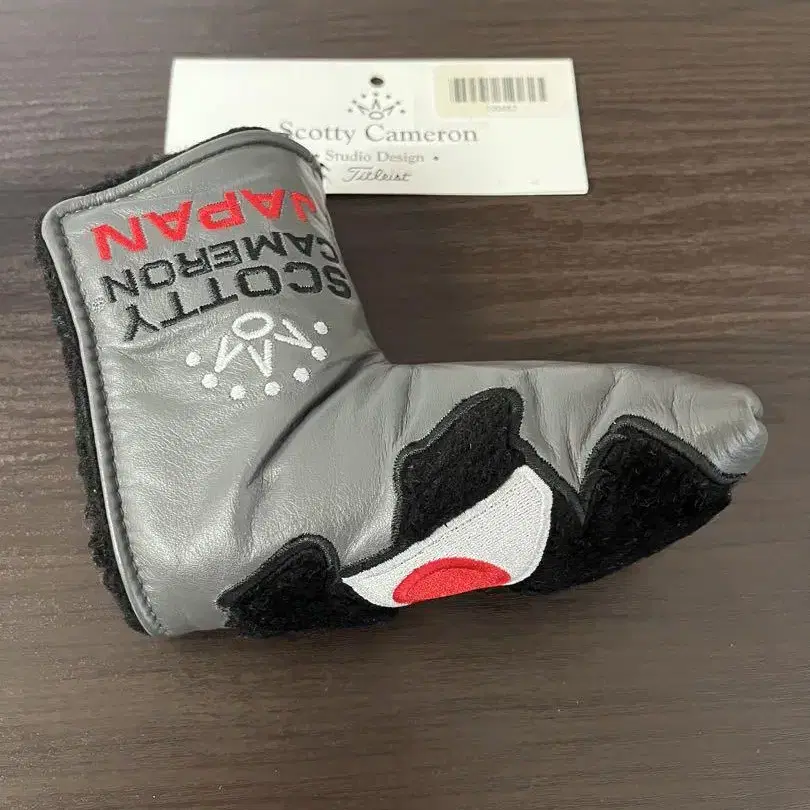 Scotty Cameron
Studio Design •
Titleist
SCOTTY
CAMERON
JAPAN